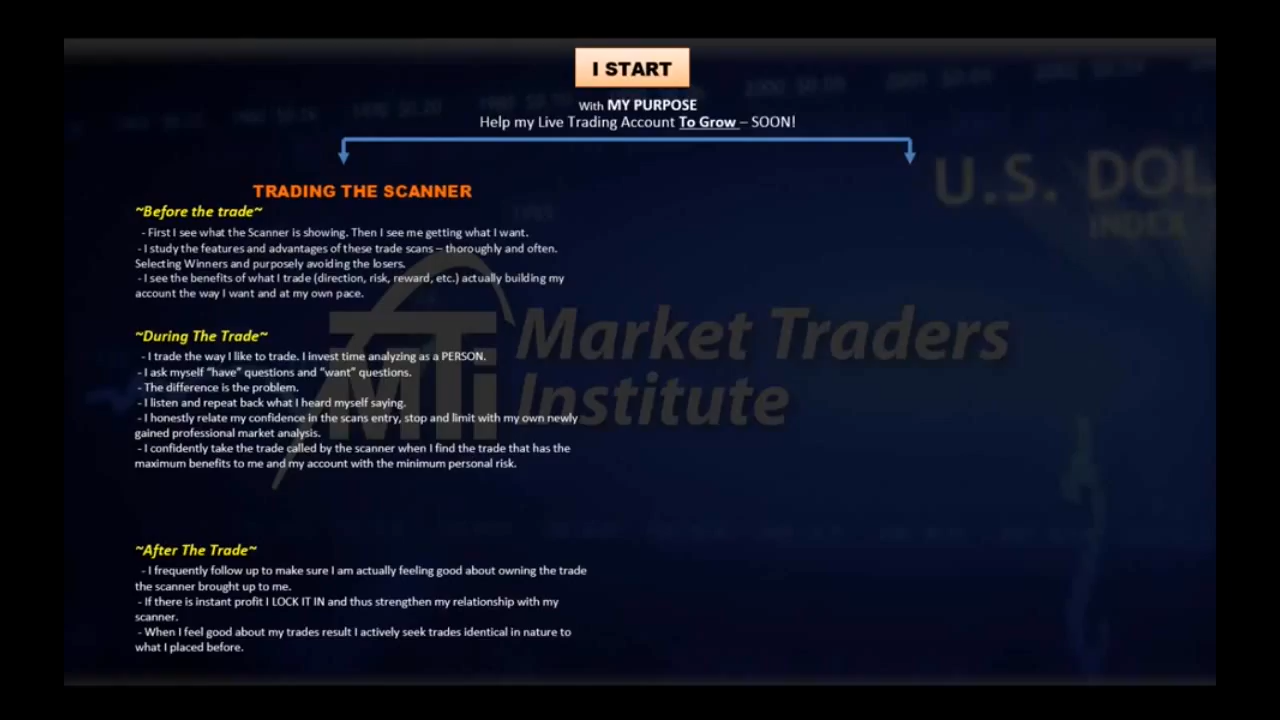 I START
With MY PURPOSE
Help my Live Trading Account To Grow – SOON!
U.S. DOL
INDEX
TRADING THE SCANNER
~Before the trade~
- First I see what the Scanner is showing. Then I see me getting what I want.
- I study the features and advantages of these trade scans – thoroughly and often.
Selecting Winners and purposely avoiding the losers.
- I see the benefits of what I trade (direction, risk, reward, etc.) actually building my
account the way I want and at my own pace.
~During The Trade~
- I trade the way I like to trade. I invest time analyzing as a PERSON.
- I ask myself “have” questions and “want” questions.
- The difference is the problem.
- I listen and repeat back what I heard myself saying.
- I honestly relate my confidence in the scans entry, stop and limit with my own newly
gained professional market analysis.
- I confidently take the trade called by the scanner when I find the trade that has the
maximum benefits to me and my account with the minimum personal risk.
MTI
Market Traders
Institute
~After The Trade~
- I frequently follow up to make sure I am actually feeling good about owning the trade
the scanner brought up to me.
- If there is instant profit I LOCK IT IN and thus strengthen my relationship with my
scanner.
- When I feel good about my trades result I actively seek trades identical in nature to
what I placed before.